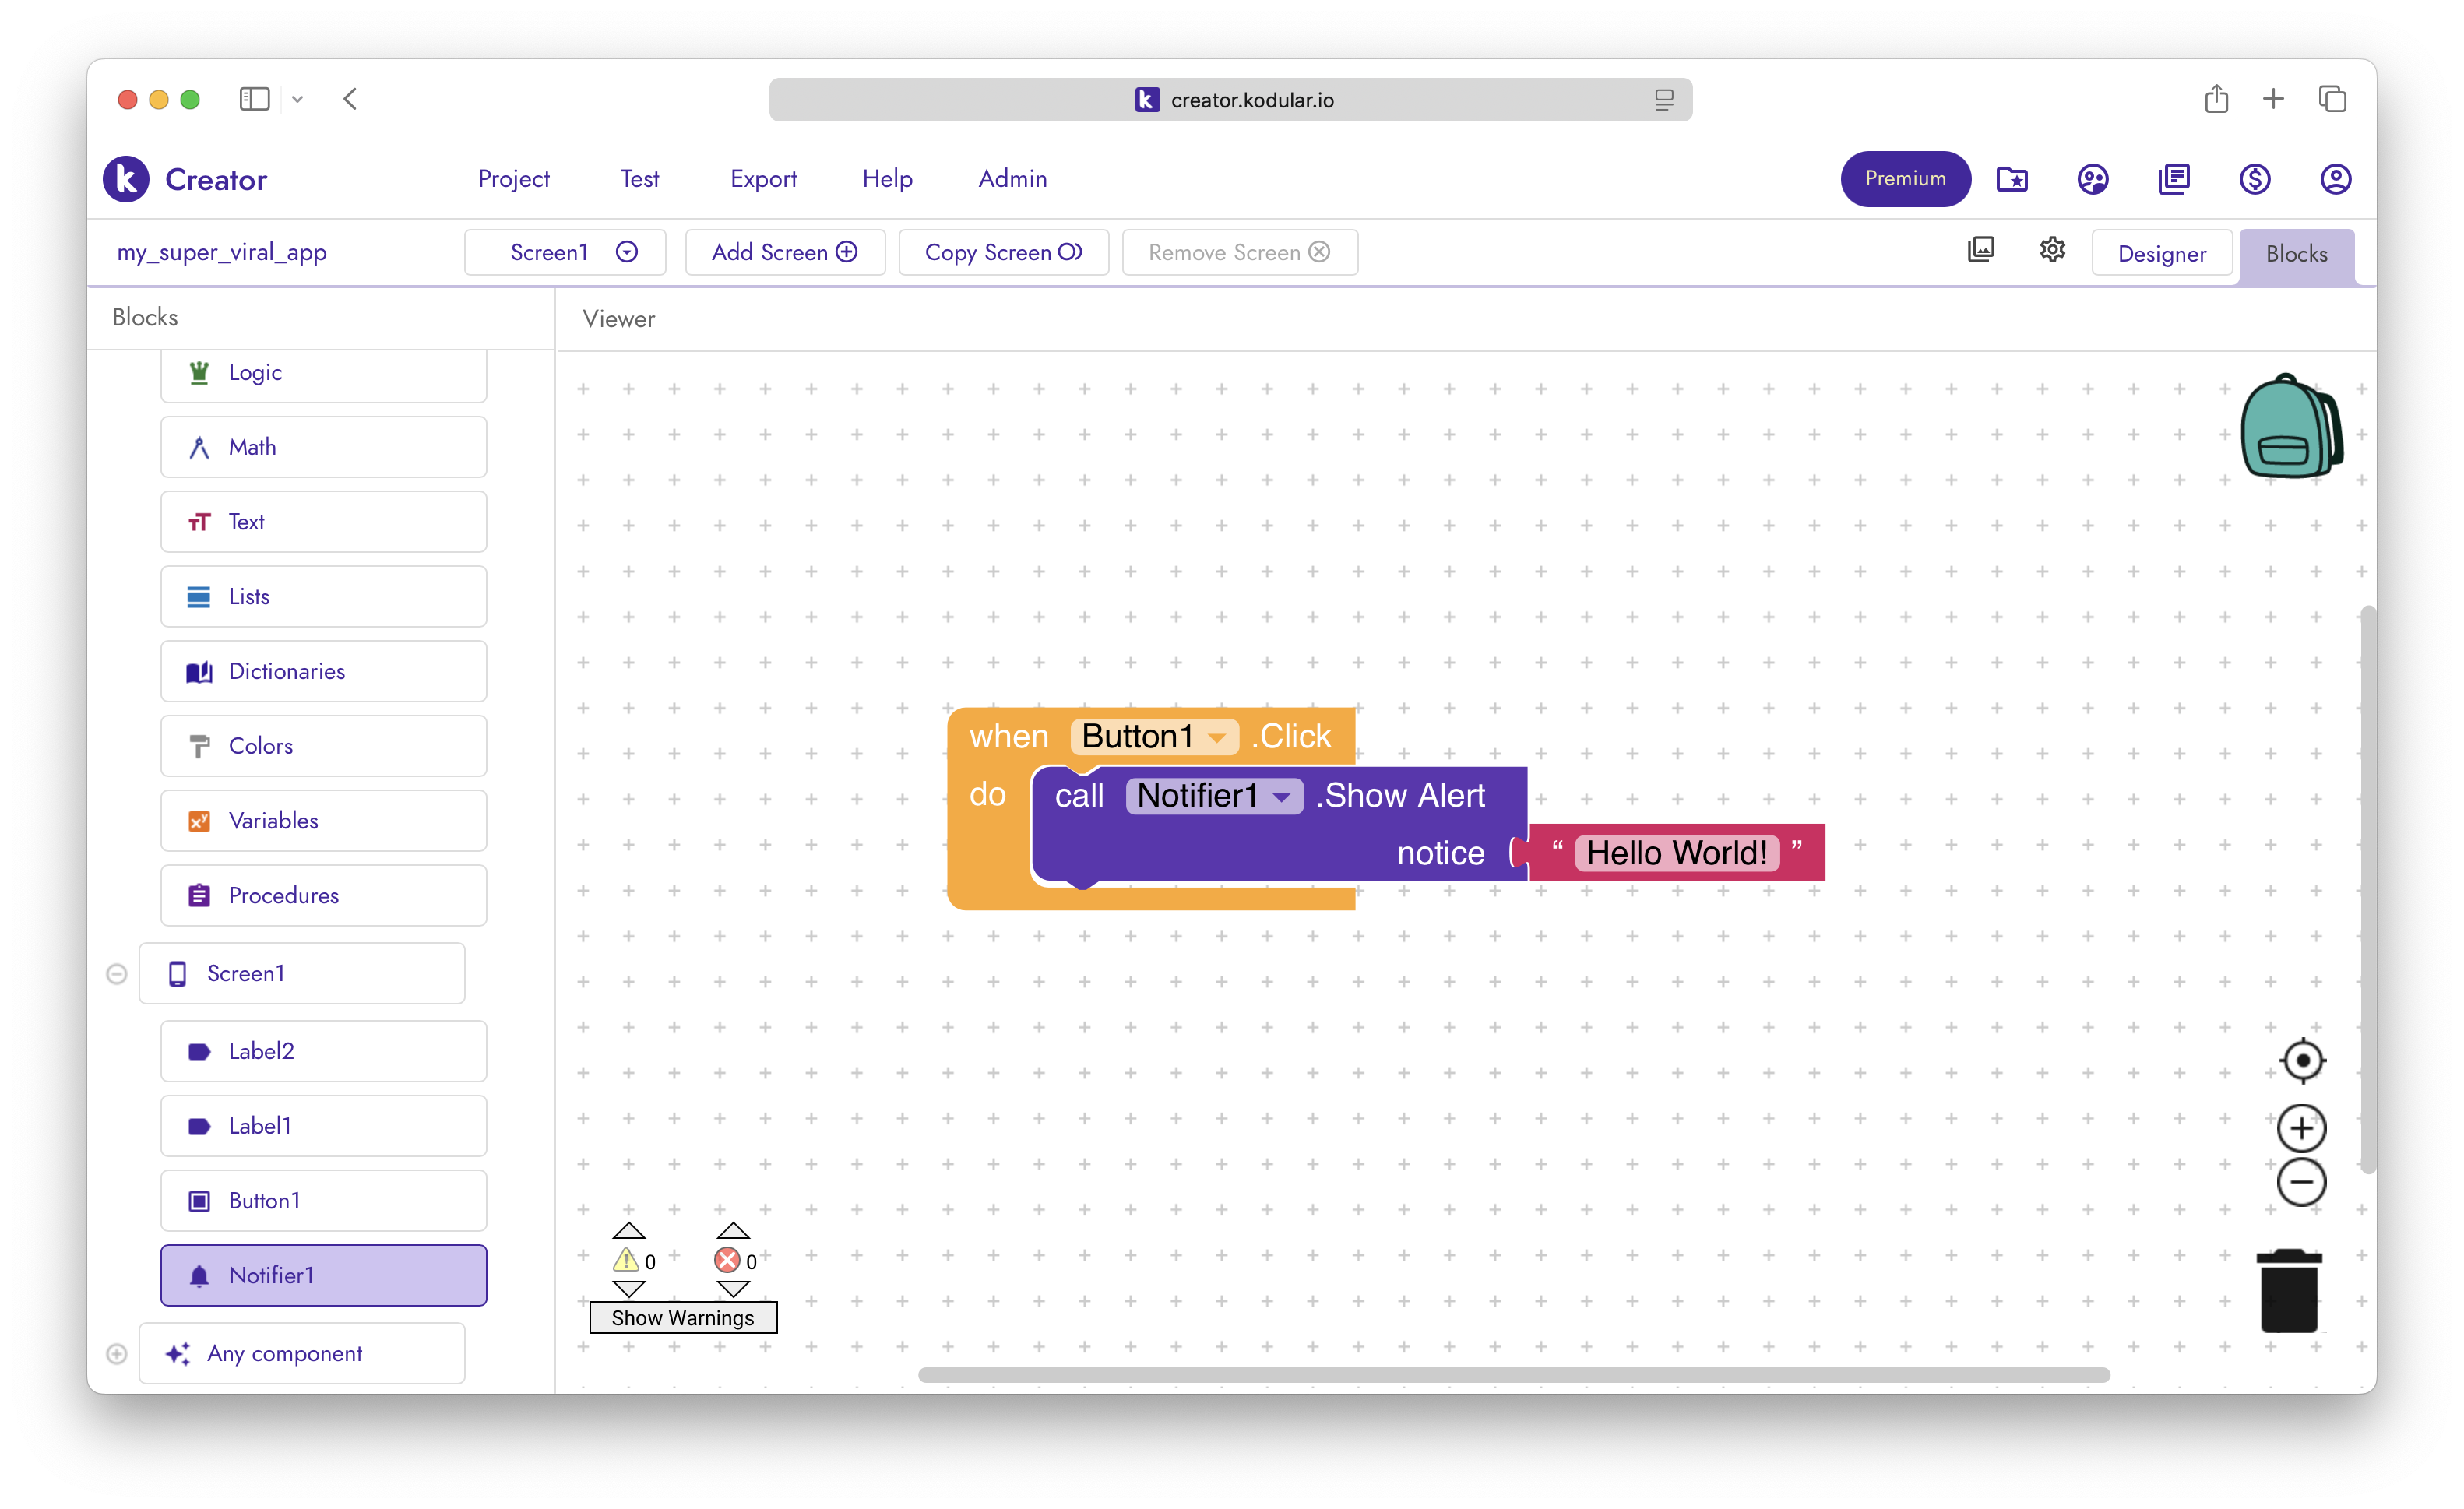 creator.kodular.io
k Creator Project Test Export Help Admin Premium
my_super_viral_app Screen1 Add Screen Copy Screen Remove Screen Designer Blocks
Blocks
Viewer
Logic
Math
Text
Lists
Dictionaries
Colors
Variables
Procedures
Screen1
Label2
Label1
Button1
Notifier1
Any component
when Button1 .Click
do call Notifier1 .Show Alert
notice “ Hello World! ”
0 0
Show Warnings